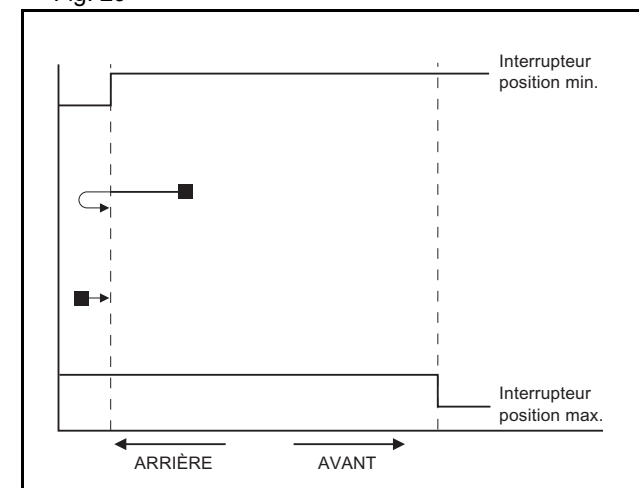 Interrupteur
position min.
Interrupteur
position max.
ARRIÈRE AVANT